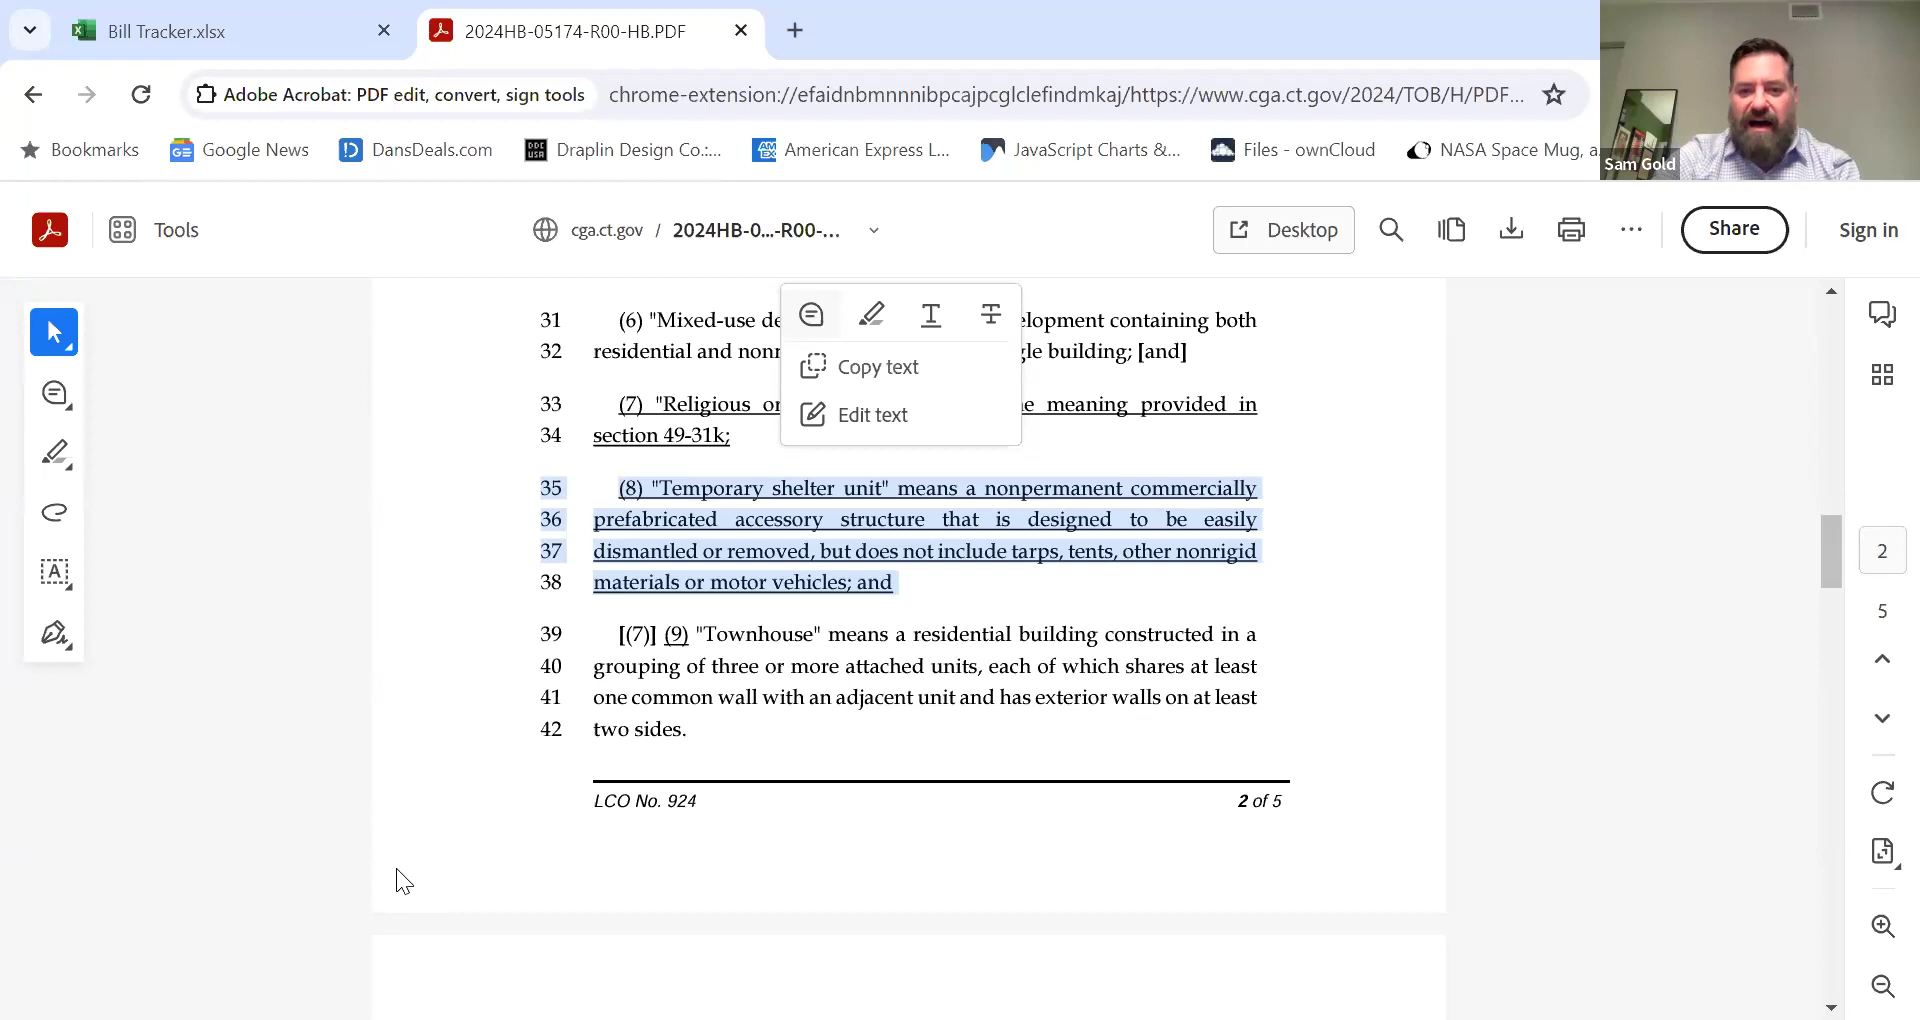 Bill Tracker.xlsx
2024HB-05174-R00-HB.PDF
Adobe Acrobat: PDF edit, convert, sign tools
chrome-extension://efaidnbmnnnibpcajpcglclefindmkaj/https://www.cga.ct.gov/2024/TOB/H/PDF...
Bookmarks
Google News
DansDeals.com
DDC USA
Draplin Design Co.:...
AM EX
American Express L...
JavaScript Charts &...
Files - ownCloud
NASA Space Mug, a
Sam Gold
Tools
cga.ct.gov / 2024HB-0...-R00-...
Desktop
Share
Sign in
31 (6) "Mixed-use de elopment containing both
32 residential and nonr gle building; [and]
Copy text
Edit text
33 (7) "Religious or e meaning provided in
34 section 49-31k;
35 (8) "Temporary shelter unit" means a nonpermanent commercially
36 prefabricated accessory structure that is designed to be easily
37 dismantled or removed, but does not include tarps, tents, other nonrigid
38 materials or motor vehicles; and
39 [(7)] (9) "Townhouse" means a residential building constructed in a
40 grouping of three or more attached units, each of which shares at least
41 one common wall with an adjacent unit and has exterior walls on at least
42 two sides.
LCO No. 924 2 of 5
2
5